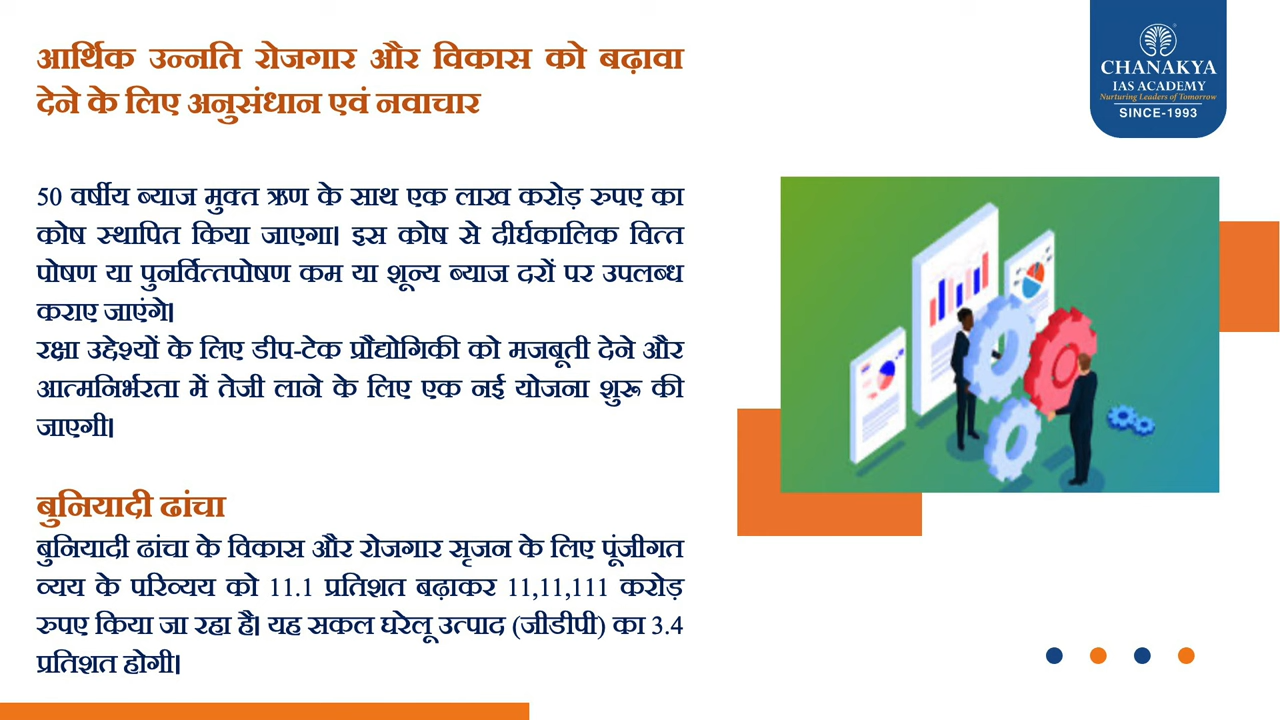 आर्थिक उन्नति रोजगार और विकास को बढ़ावा
देने के लिए अनुसंधान एवं नवाचार
50 वर्षीय ब्याज मुक्त ऋण के साथ एक लाख करोड़ रुपए का
कोष स्थापित किया जाएगा। इस कोष से दीर्घकालिक वित्त
पोषण या पुनर्वित्तपोषण कम या शून्य ब्याज दरों पर उपलब्ध
कराए जाएंगे।
रक्षा उद्देश्यों के लिए डीप-टेक प्रौद्योगिकी को मजबूती देने और
आत्मनिर्भरता में तेजी लाने के लिए एक नई योजना शुरू की
जाएगी।
बुनियादी ढांचा
बुनियादी ढांचा के विकास और रोजगार सृजन के लिए पूंजीगत
व्यय के परिव्यय को 11.1 प्रतिशत बढ़ाकर 11,11,111 करोड़
रुपए किया जा रहा है। यह सकल घरेलू उत्पाद (जीडीपी) का 3.4
प्रतिशत होगी।
CHANAKYA
IAS ACADEMY
Nurturing Leaders of Tomorrow
SINCE-1993